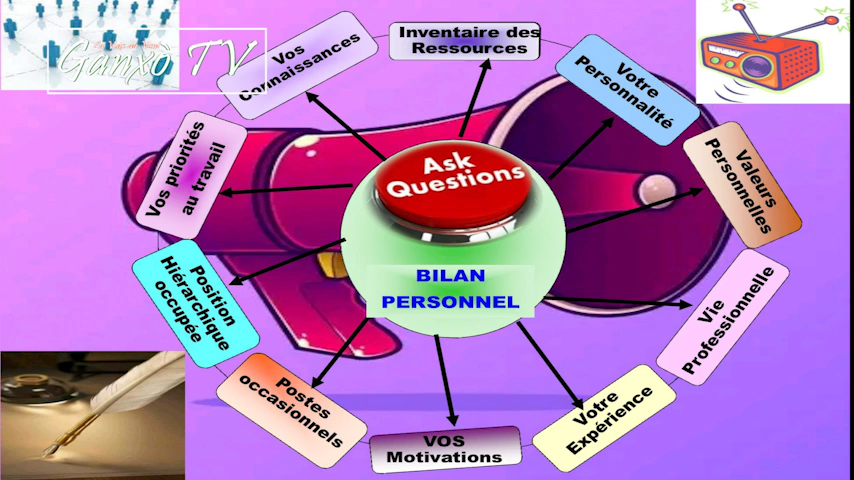 Ganxo TV
Inventaire des
Ressources
Votre
Personnalité
Valeurs
Personnelles
Vie
Professionnelle
Votre
Expérience
VOS
Motivations
Postes
occasionnels
Position
Hiérarchique
occupée
Vos priorités
au travail
Vos
Connaissances
Ask
Questions
BILAN
PERSONNEL